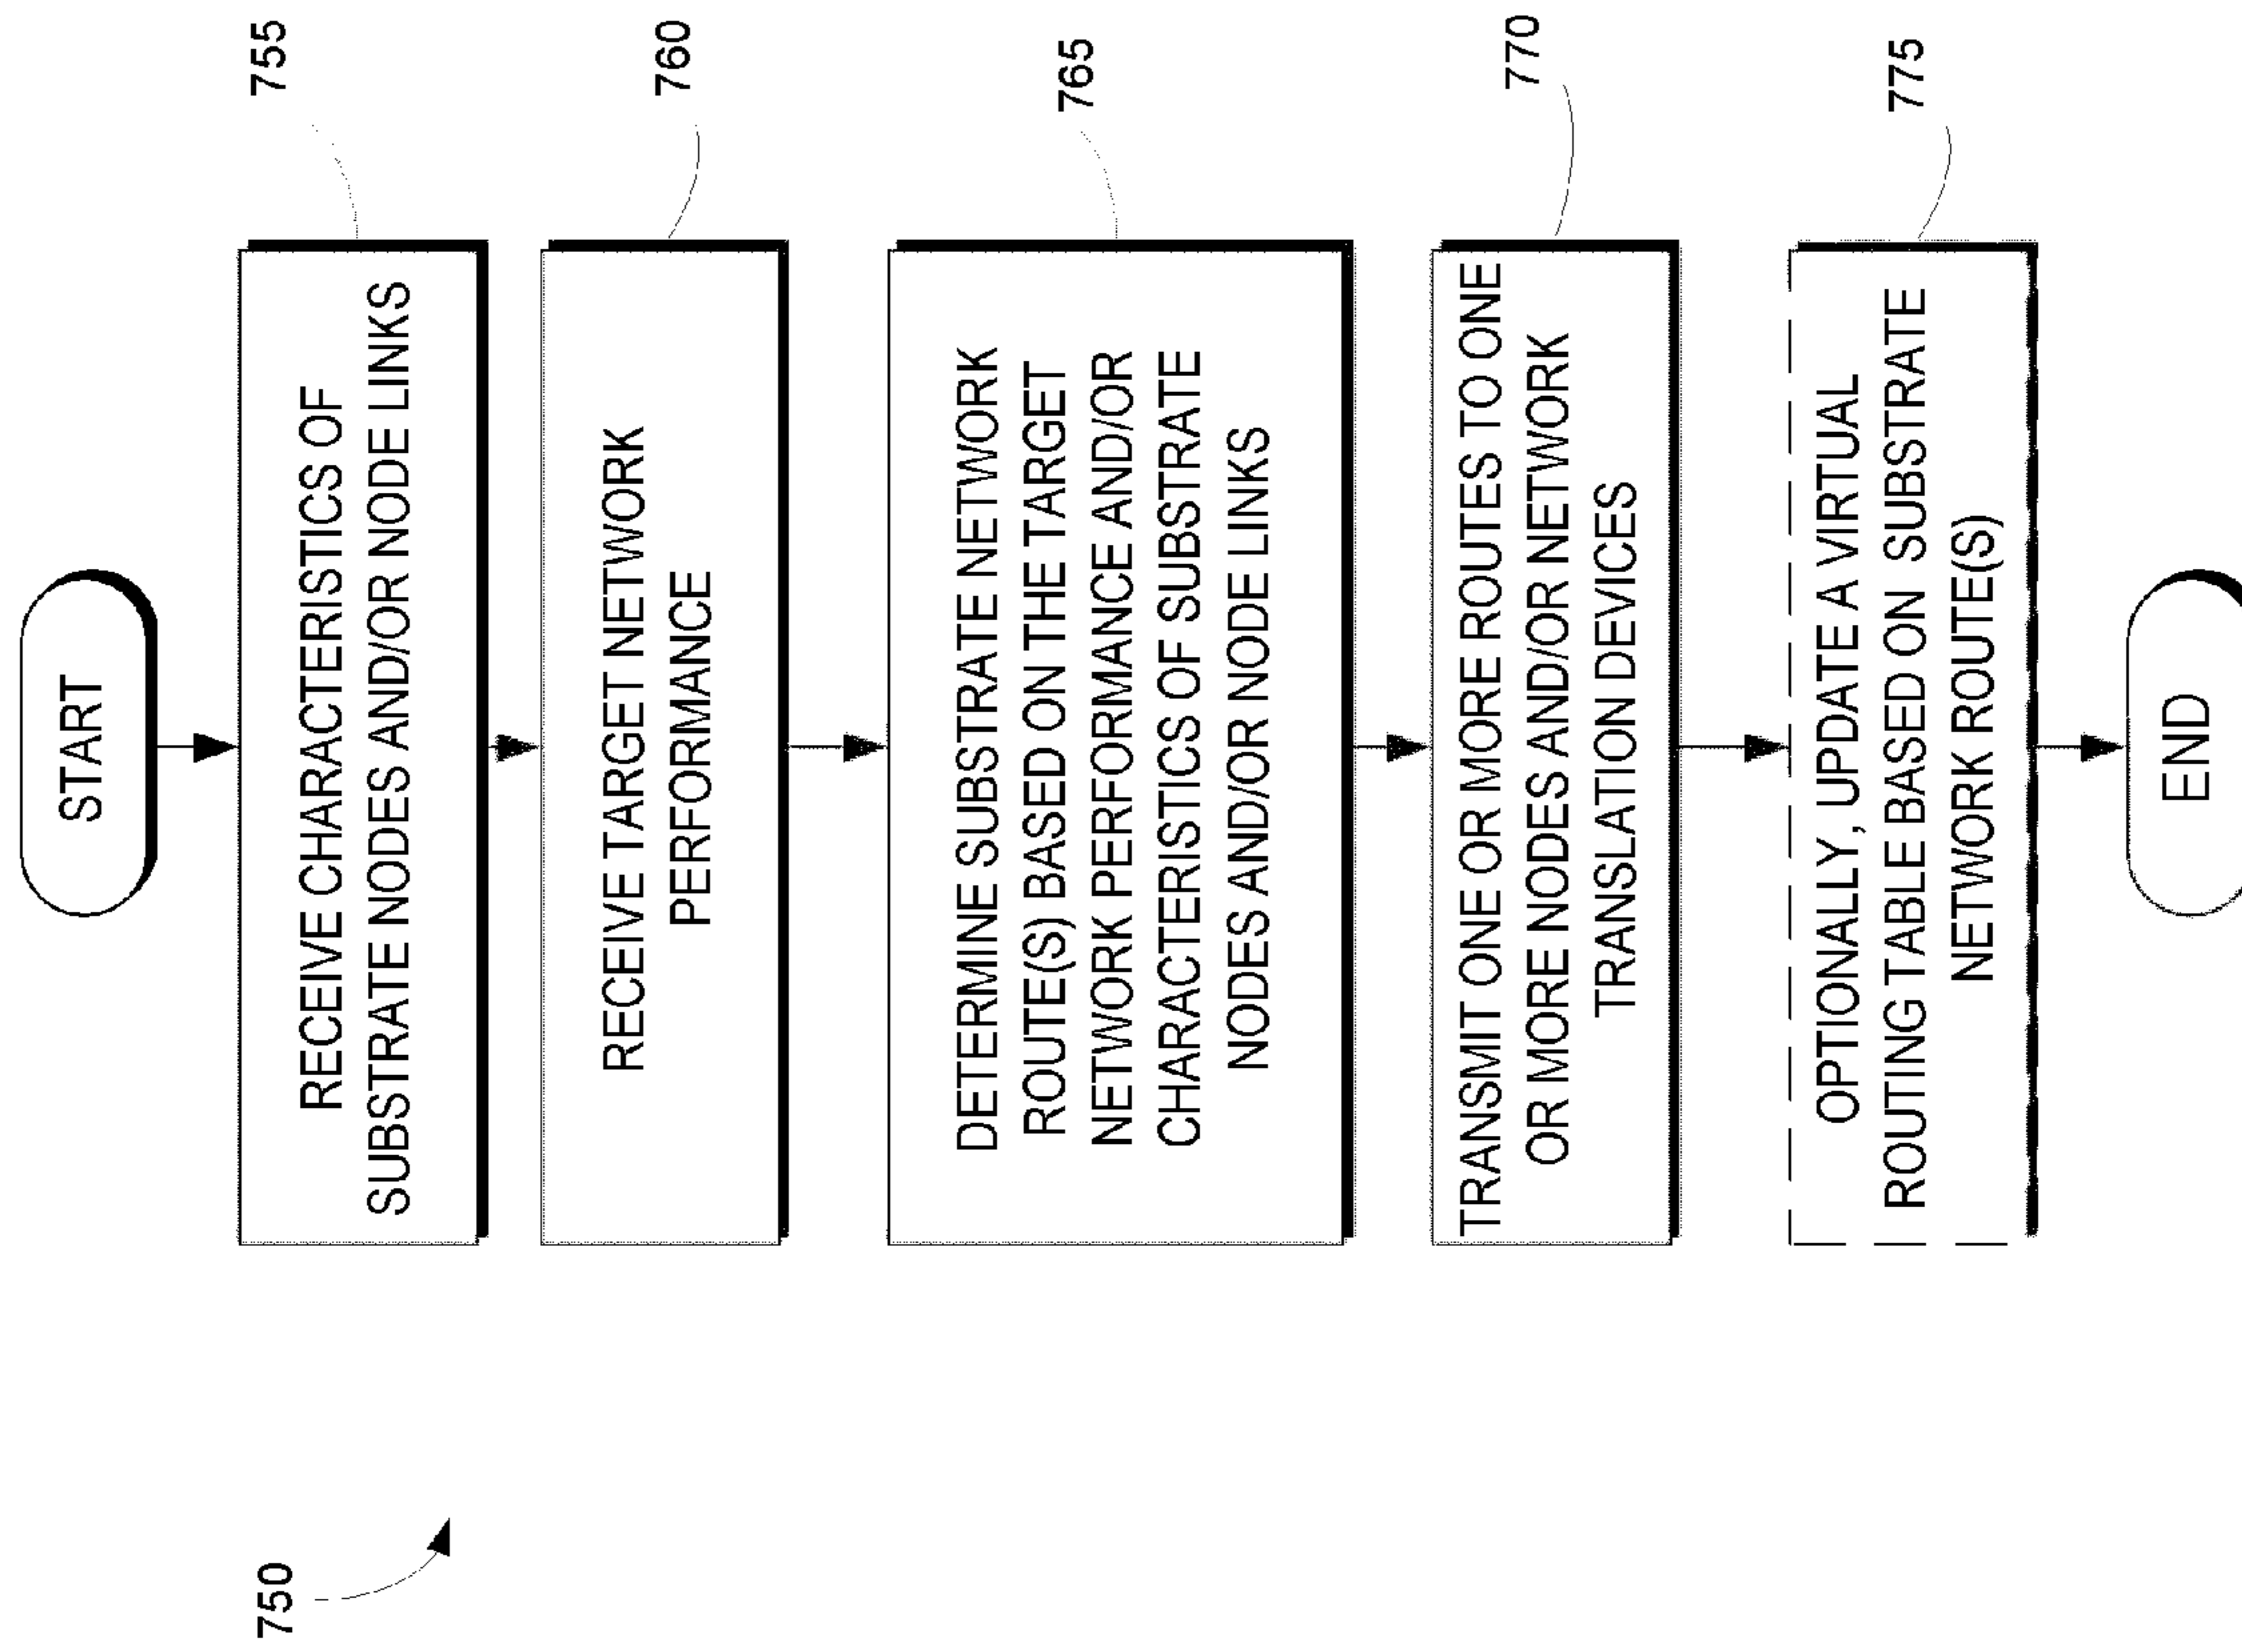 750
START
RECEIVE CHARACTERISTICS OF
SUBSTRATE NODES AND/OR NODE LINKS
755
RECEIVE TARGET NETWORK
PERFORMANCE
760
DETERMINE SUBSTRATE NETWORK
ROUTE(S) BASED ON THE TARGET
NETWORK PERFORMANCE AND/OR
CHARACTERISTICS OF SUBSTRATE
NODES AND/OR NODE LINKS
765
TRANSMIT ONE OR MORE ROUTES TO ONE
OR MORE NODES AND/OR NETWORK
TRANSLATION DEVICES
770
OPTIONALLY, UPDATE A VIRTUAL
ROUTING TABLE BASED ON SUBSTRATE
NETWORK ROUTE(S)
775
END